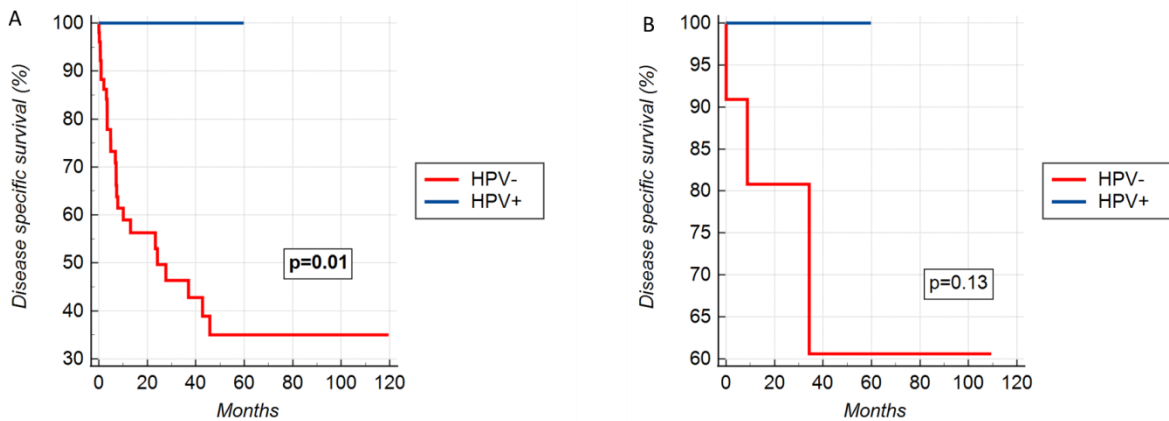 A
Disease specific survival (%)
100
90
80
70
60
50
40
30
0 20 40 60 80 100 120
Months
p=0.01
HPV-
HPV+
B
Disease specific survival (%)
100
95
90
85
80
75
70
65
60
0 20 40 60 80 100 120
Months
p=0.13
HPV-
HPV+